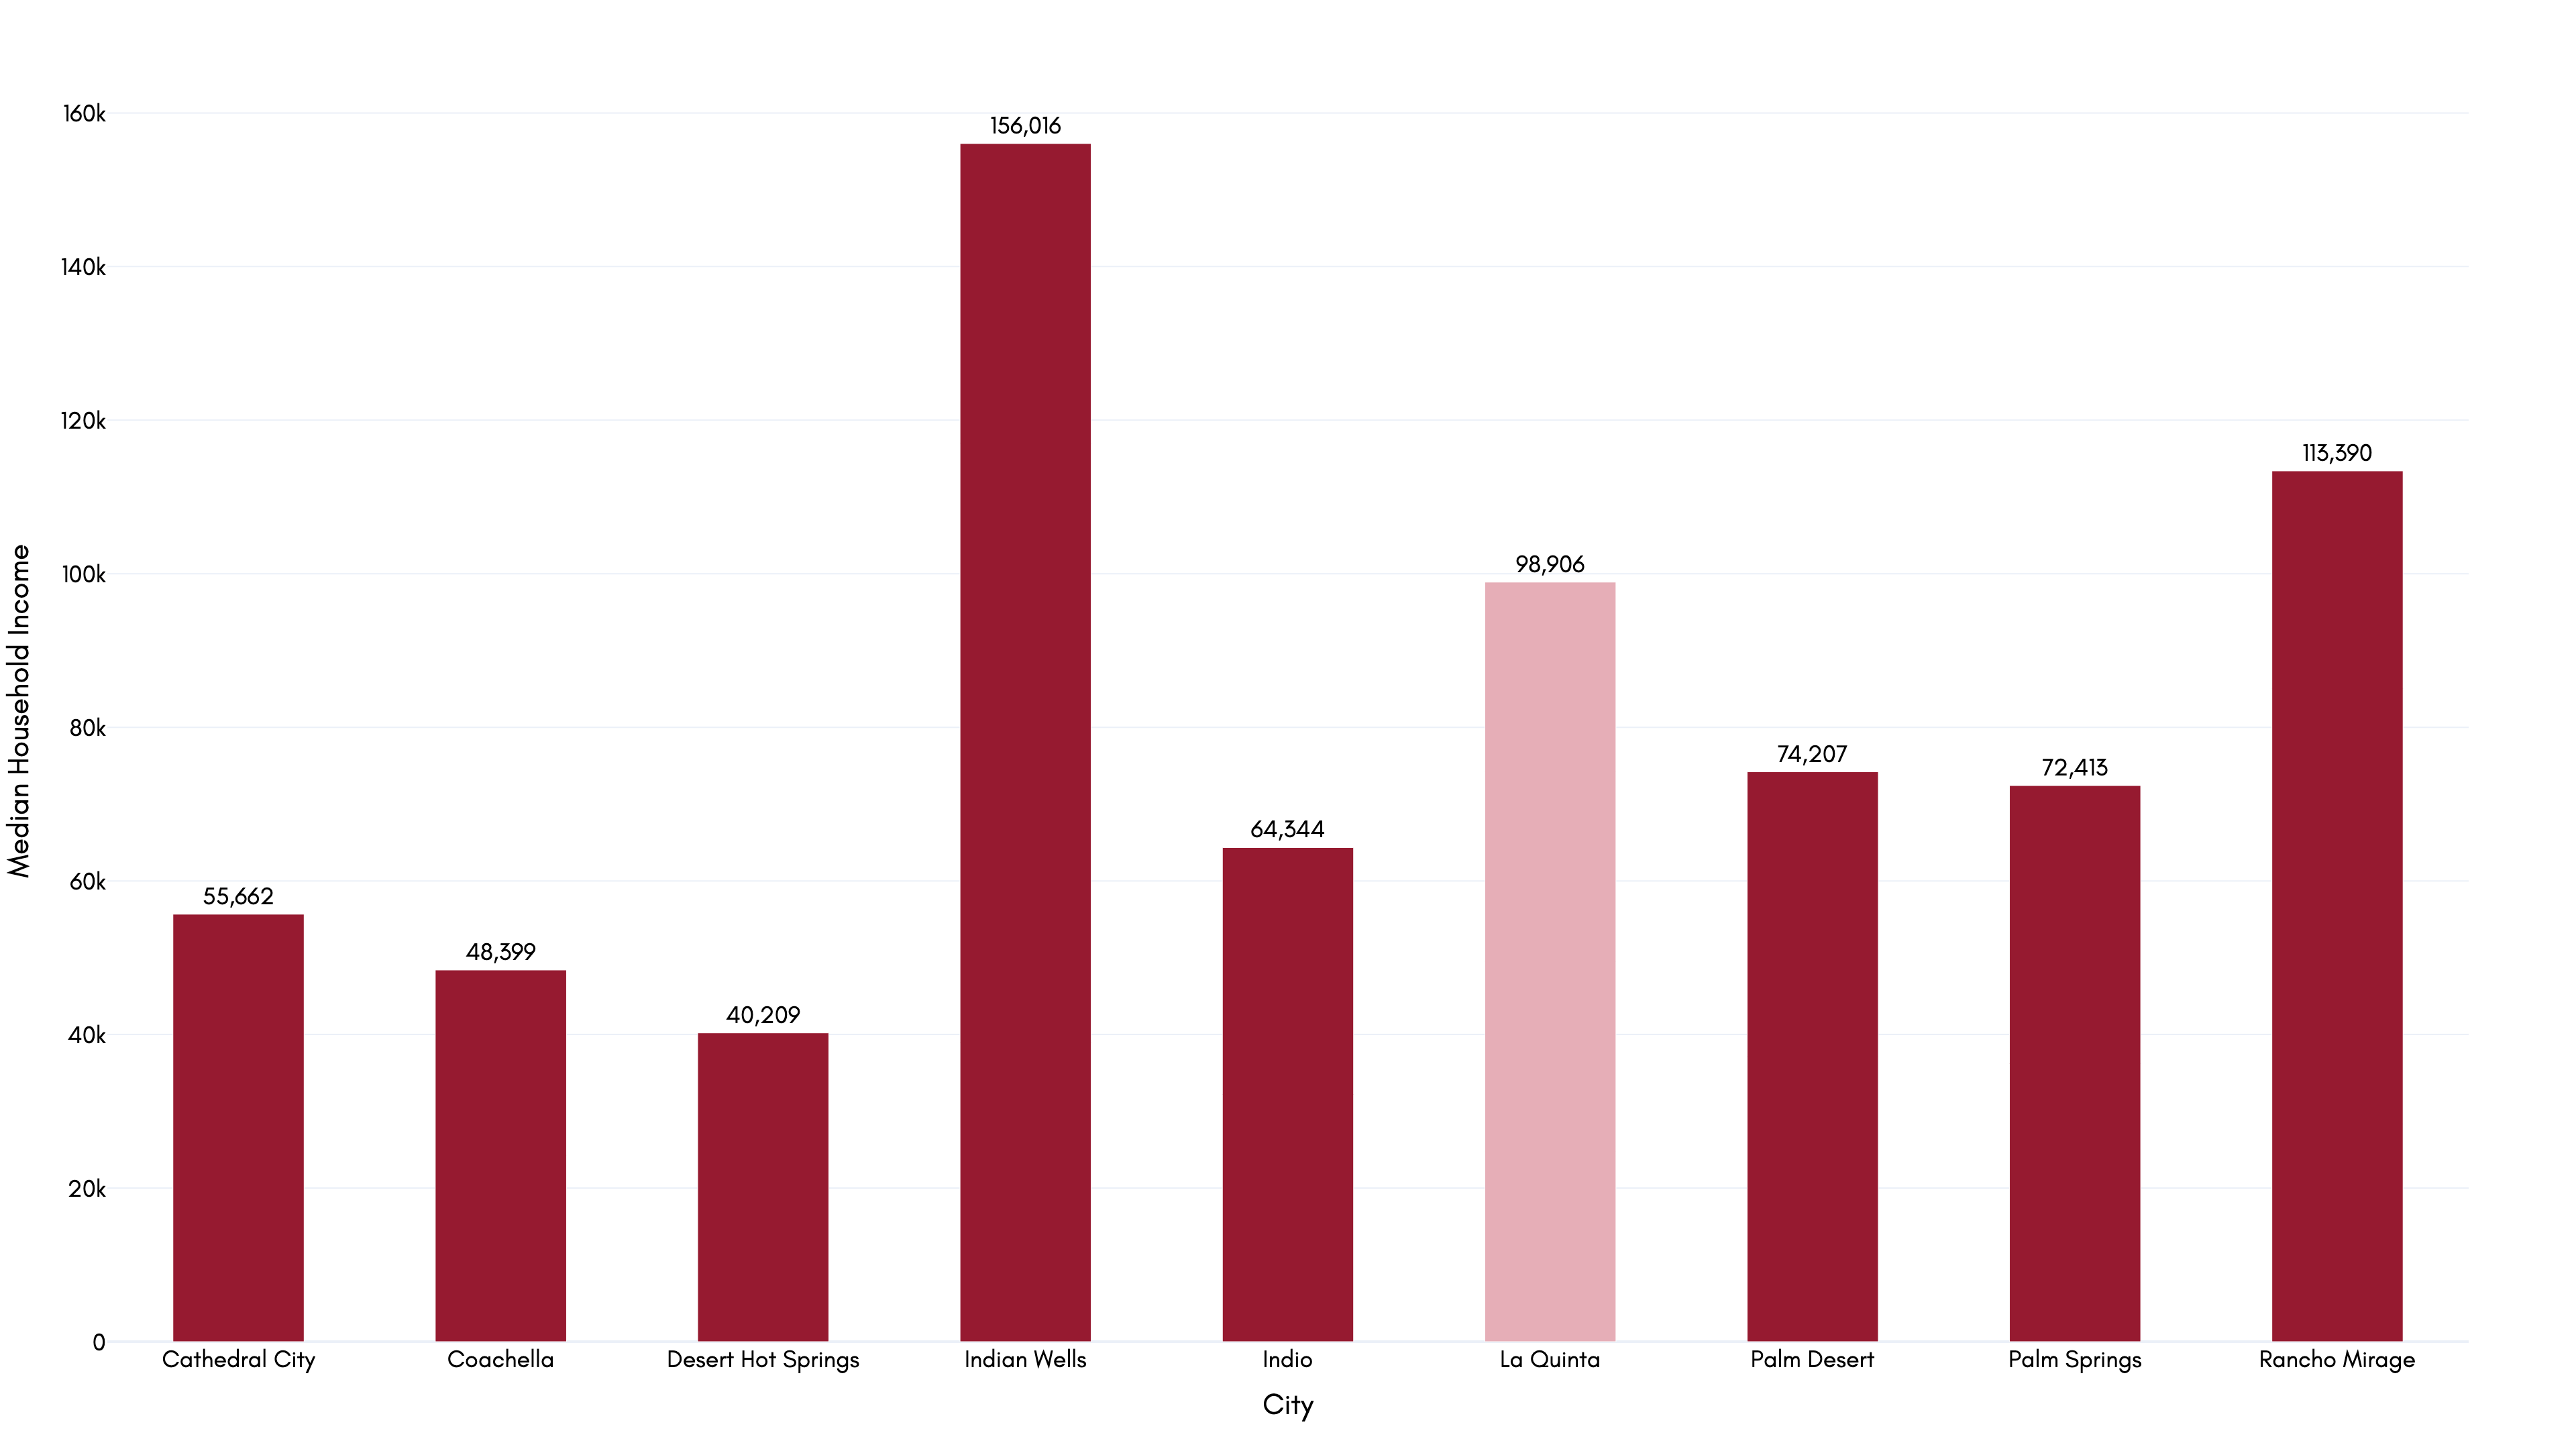 160k
140k
120k
100k
80k
60k
40k
20k
0
Median Household Income
55,662
48,399
40,209
156,016
64,344
98,906
74,207
72,413
113,390
Cathedral City
Coachella
Desert Hot Springs
Indian Wells
Indio
La Quinta
Palm Desert
Palm Springs
Rancho Mirage
City